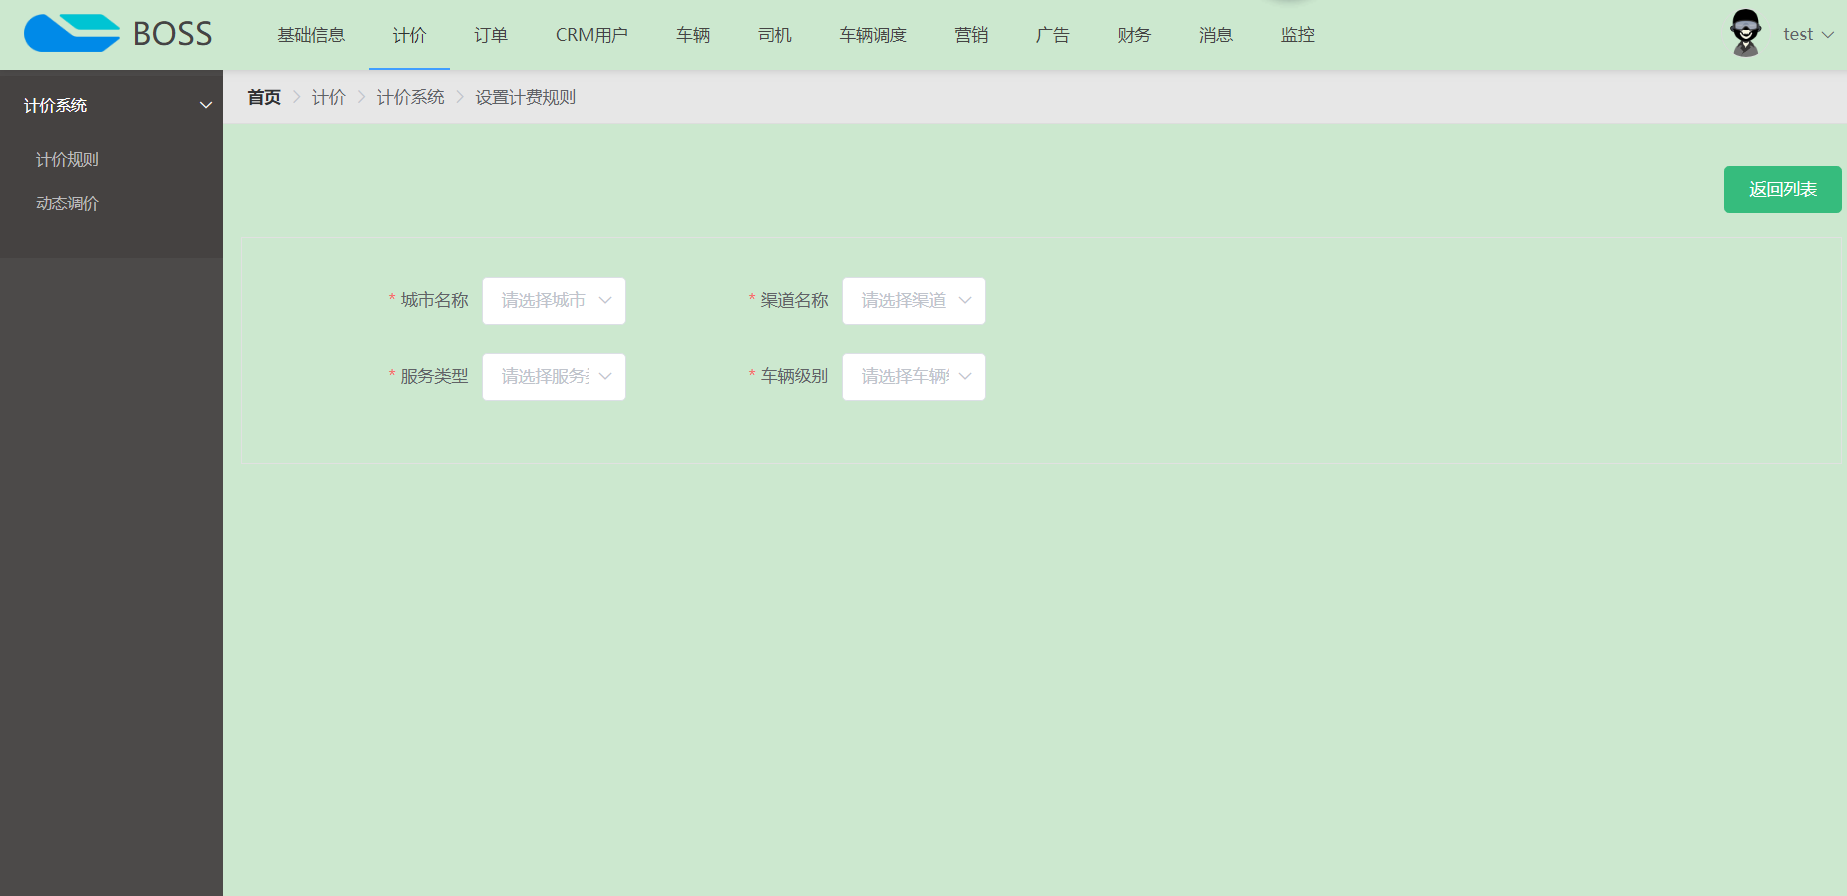 BOSS 基础信息 计价 订单 CRM用户 车辆 司机 车辆调度 营销 广告 财务 消息 监控 test
计价系统
计价规则
动态调价
首页 计价 计价系统 设置计费规则
返回列表
* 城市名称 请选择城市 * 渠道名称 请选择渠道
* 服务类型 请选择服务 * 车辆级别 请选择车辆